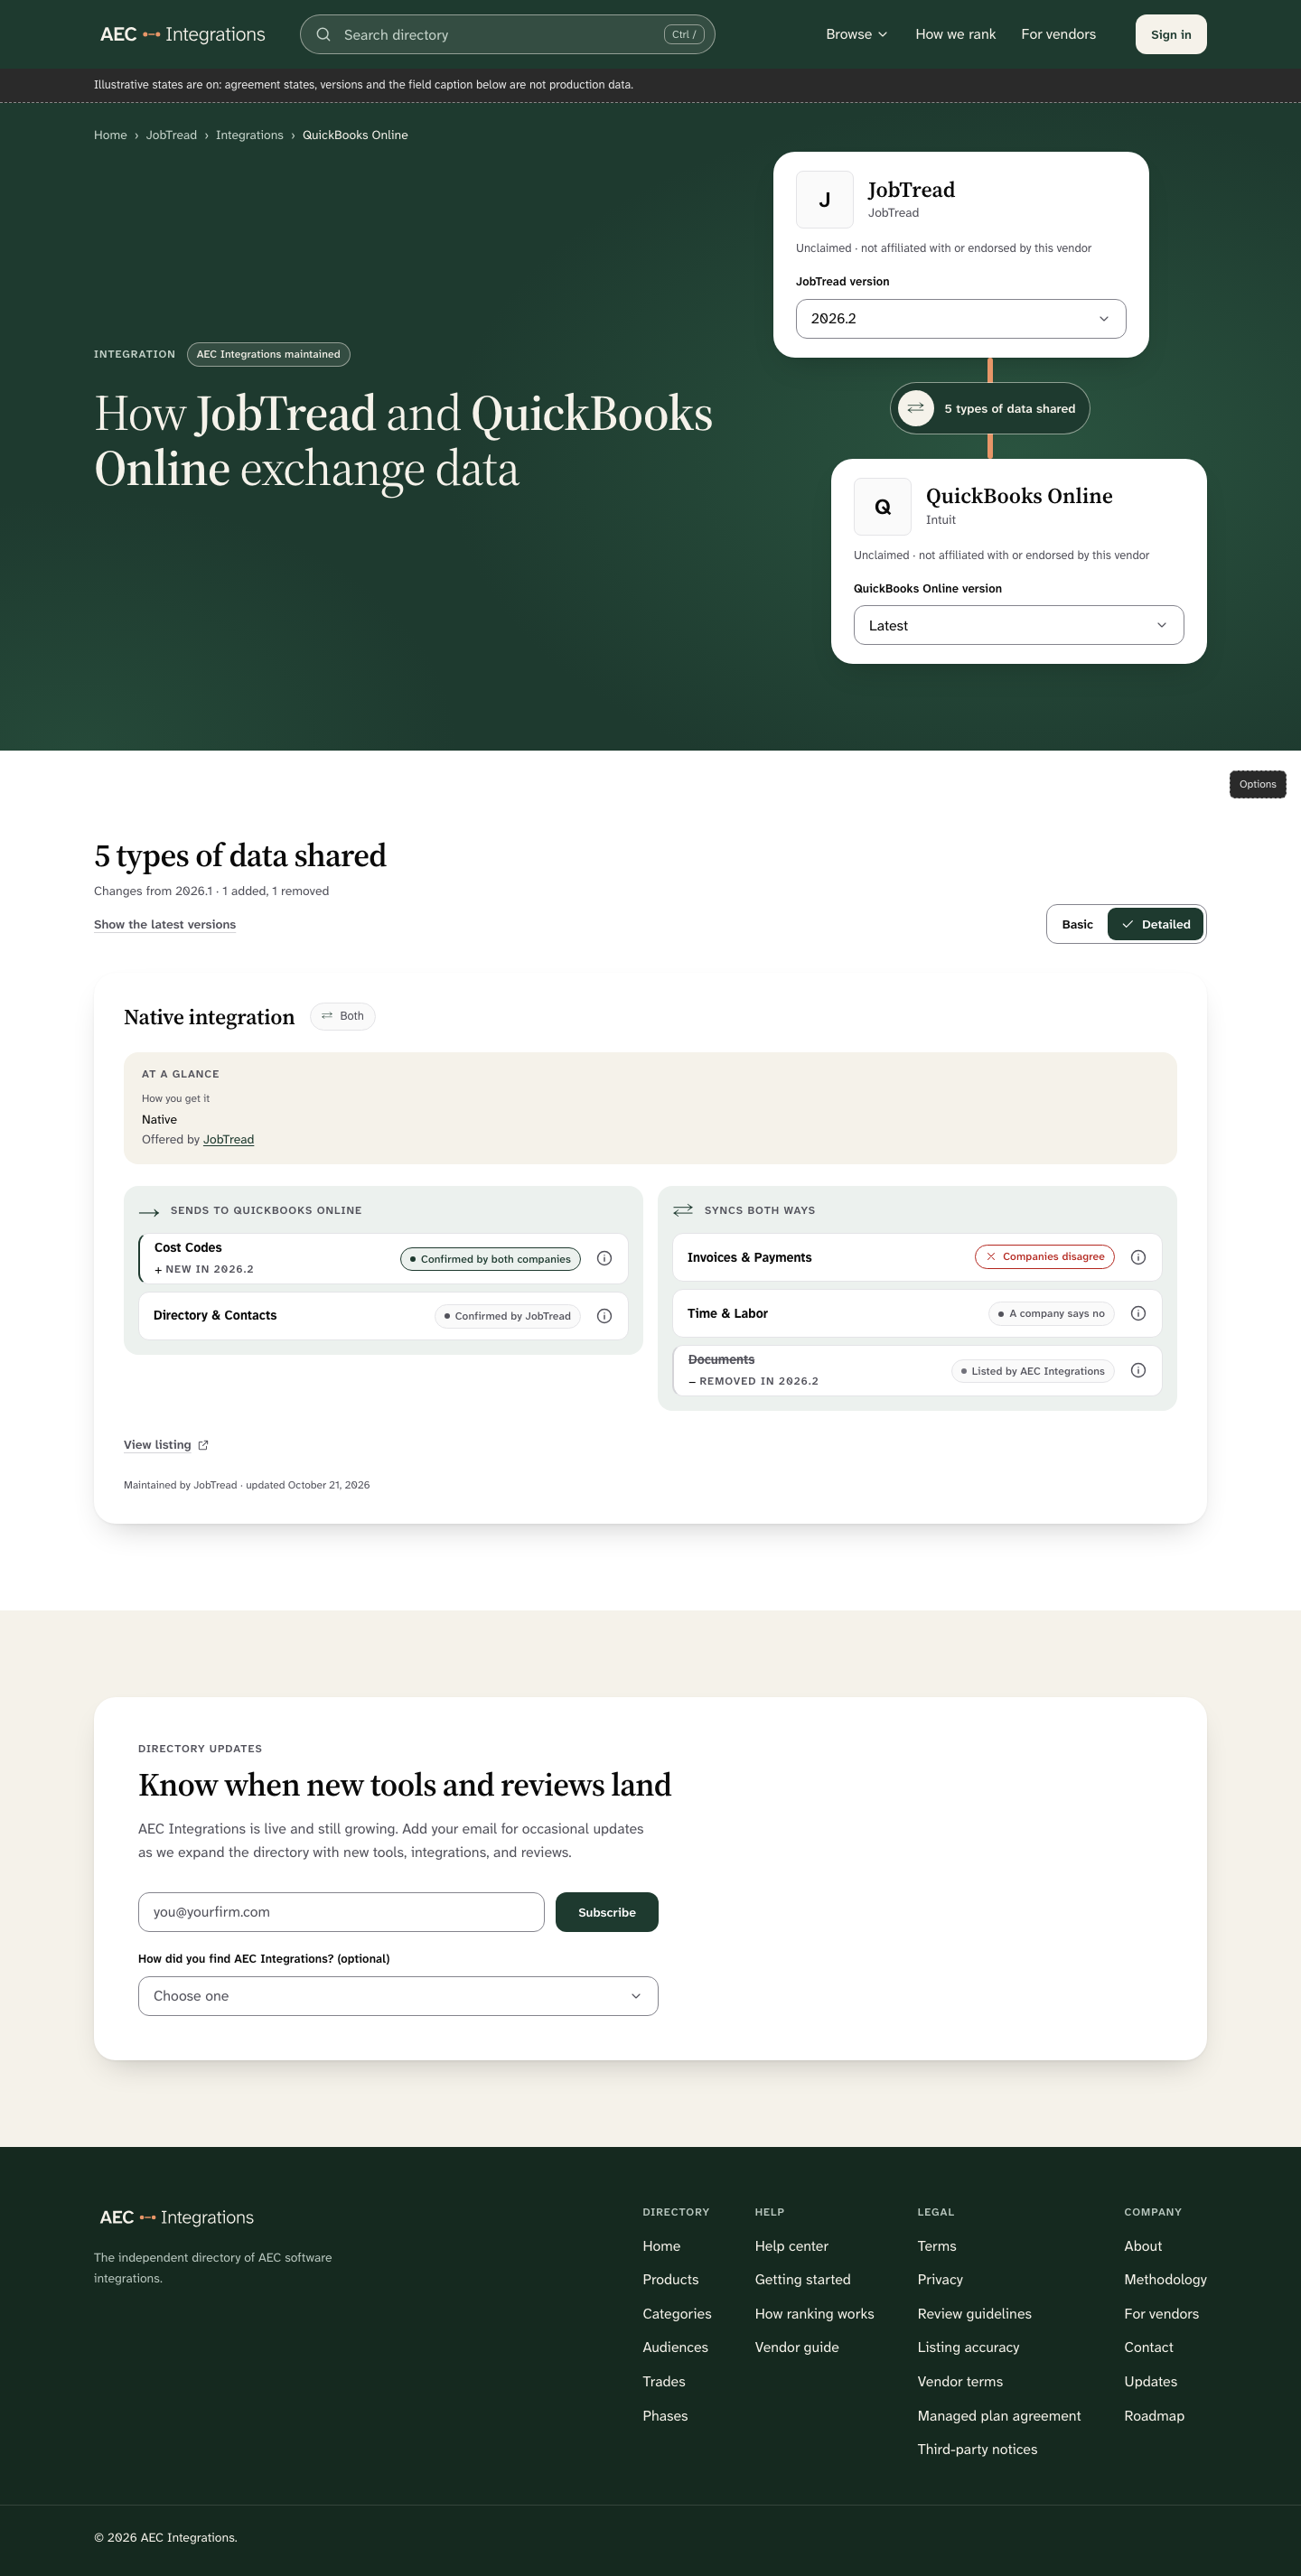 AEC Integrations
Search directory
Ctrl /
Browse
How we rank
For vendors
Sign in
Illustrative states are on: agreement states, versions and the field caption below are not production data.
Home › JobTread › Integrations › QuickBooks Online
J
JobTread
JobTread
Unclaimed · not affiliated with or endorsed by this vendor
JobTread version
2026.2
INTEGRATION
AEC Integrations maintained
How JobTread and QuickBooks
Online exchange data
5 types of data shared
Q
QuickBooks Online
Intuit
Unclaimed · not affiliated with or endorsed by this vendor
QuickBooks Online version
Latest
Options
5 types of data shared
Changes from 2026.1 · 1 added, 1 removed
Show the latest versions
Basic
Detailed
Native integration
Both
AT A GLANCE
How you get it
Native
Offered by JobTread
SENDS TO QUICKBOOKS ONLINE
Cost Codes
+ NEW IN 2026.2
Confirmed by both companies
Directory & Contacts
Confirmed by JobTread
SYNCS BOTH WAYS
Invoices & Payments
Companies disagree
Time & Labor
A company says no
Documents
– REMOVED IN 2026.2
Listed by AEC Integrations
View listing
Maintained by JobTread · updated October 21, 2026
DIRECTORY UPDATES
Know when new tools and reviews land
AEC Integrations is live and still growing. Add your email for occasional updates
as we expand the directory with new tools, integrations, and reviews.
you@yourfirm.com
Subscribe
How did you find AEC Integrations? (optional)
Choose one
AEC Integrations
The independent directory of AEC software
integrations.
DIRECTORY
Home
Products
Categories
Audiences
Trades
Phases
HELP
Help center
Getting started
How ranking works
Vendor guide
LEGAL
Terms
Privacy
Review guidelines
Listing accuracy
Vendor terms
Managed plan agreement
Third-party notices
COMPANY
About
Methodology
For vendors
Contact
Updates
Roadmap
© 2026 AEC Integrations.